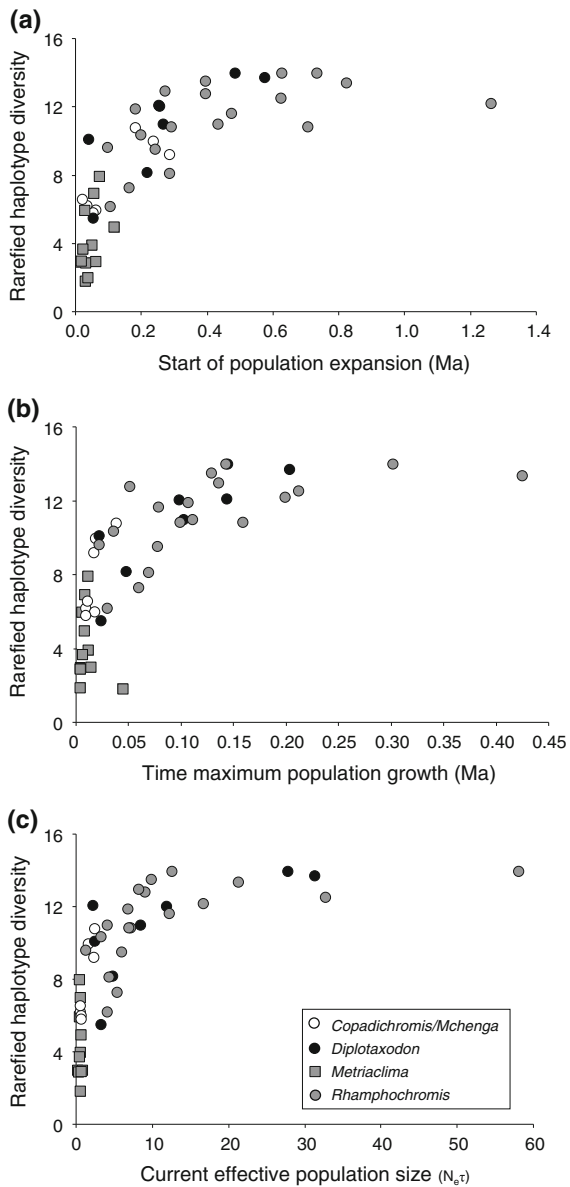 (a)
16
12
8
4
0
Rarefied haplotype diversity
0.0 0.2 0.4 0.6 0.8 1.0 1.2 1.4
Start of population expansion (Ma)
(b)
16
12
8
4
0
Rarefied haplotype diversity
0 0.05 0.10 0.15 0.20 0.25 0.30 0.35 0.40 0.45
Time maximum population growth (Ma)
(c)
16
12
8
4
0
Rarefied haplotype diversity
Copadichromis/Mchenga
Diplotaxodon
Metriaclima
Rhamphochromis
0 10 20 30 40 50 60
Current effective population size (Neτ)